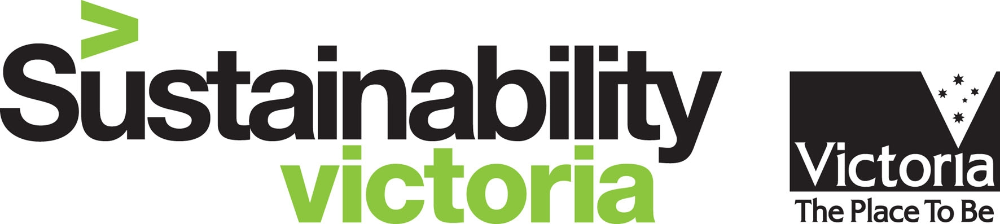 Sustainability
victoria
Victoria
The Place To Be